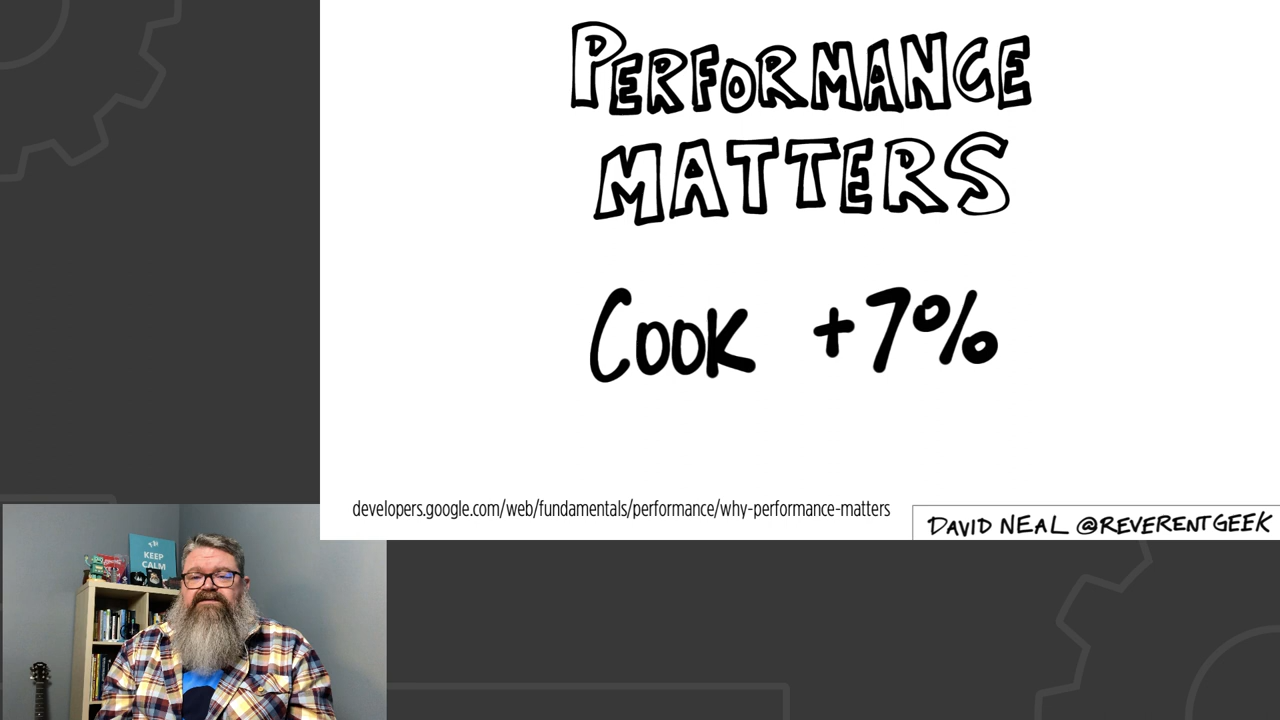 PERFORMANCE
MATTERS
COOK +7%
developers.google.com/web/fundamentals/performance/why-performance-matters
DAVID NEAL @REVERENTGEEK
KEEP
CALM